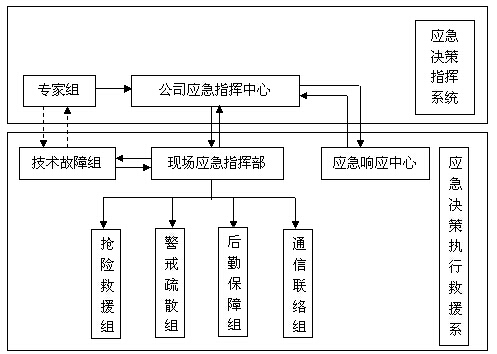 应急
决策
指挥
系统
专家组
公司应急指挥中心
技术故障组
现场应急指挥部
应急响应中心
应急决策执行救援系
抢险救援组
警戒疏散组
后勤保障组
通信联络组